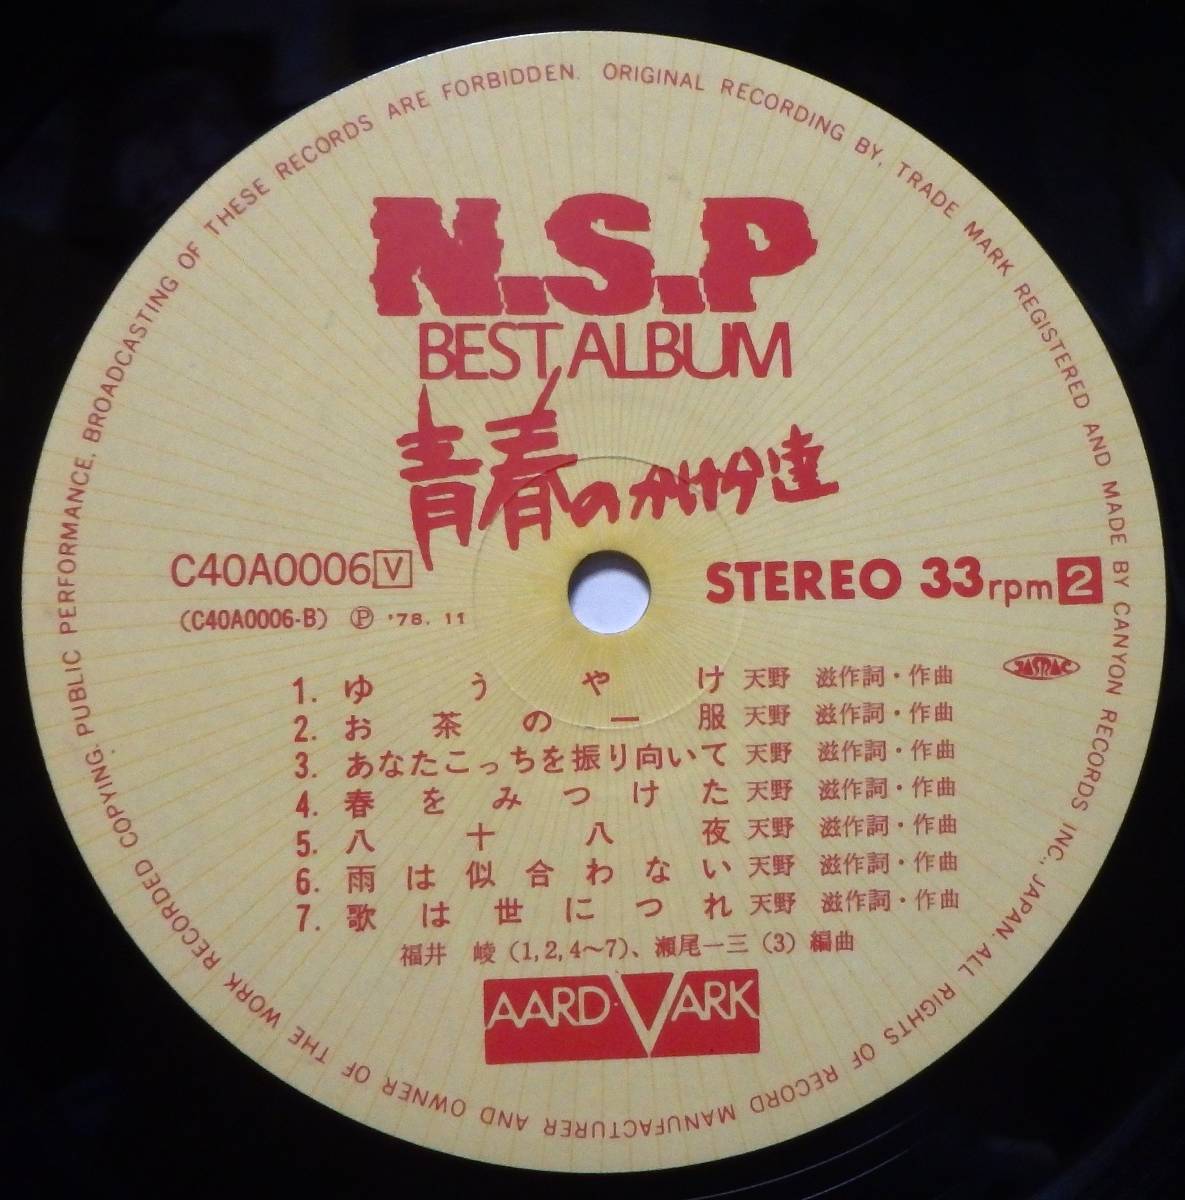 PUBLIC PERFORMANCE, BROADCASTING OF THESE RECORDS ARE FORBIDDEN. ORIGINAL RECORDING BY, TRADE MARK REGISTERED AND MADE BY CANYON RECORDS INC., JAPAN. ALL RIGHTS OF RECORD MANUFACTURER AND OWNER OF THE WORK RECORDED COPYING.
N.S.P
BEST ALBUM
青春のかけら達
C40A0006 V
STEREO 33rpm 2
(C40A0006-B) Ⓟ '78. 11
JASRAC
1. ゆうやけ 天野 滋作詞・作曲
2. お茶の一服 天野 滋作詞・作曲
3. あなたこっちを振り向いて 天野 滋作詞・作曲
4. 春をみつけた 天野 滋作詞・作曲
5. 八十八夜 天野 滋作詞・作曲
6. 雨は似合わない 天野 滋作詞・作曲
7. 歌は世につれ 天野 滋作詞・作曲
福井 崚(1,2,4〜7)、瀬尾一三(3)編曲
AARD・VARK